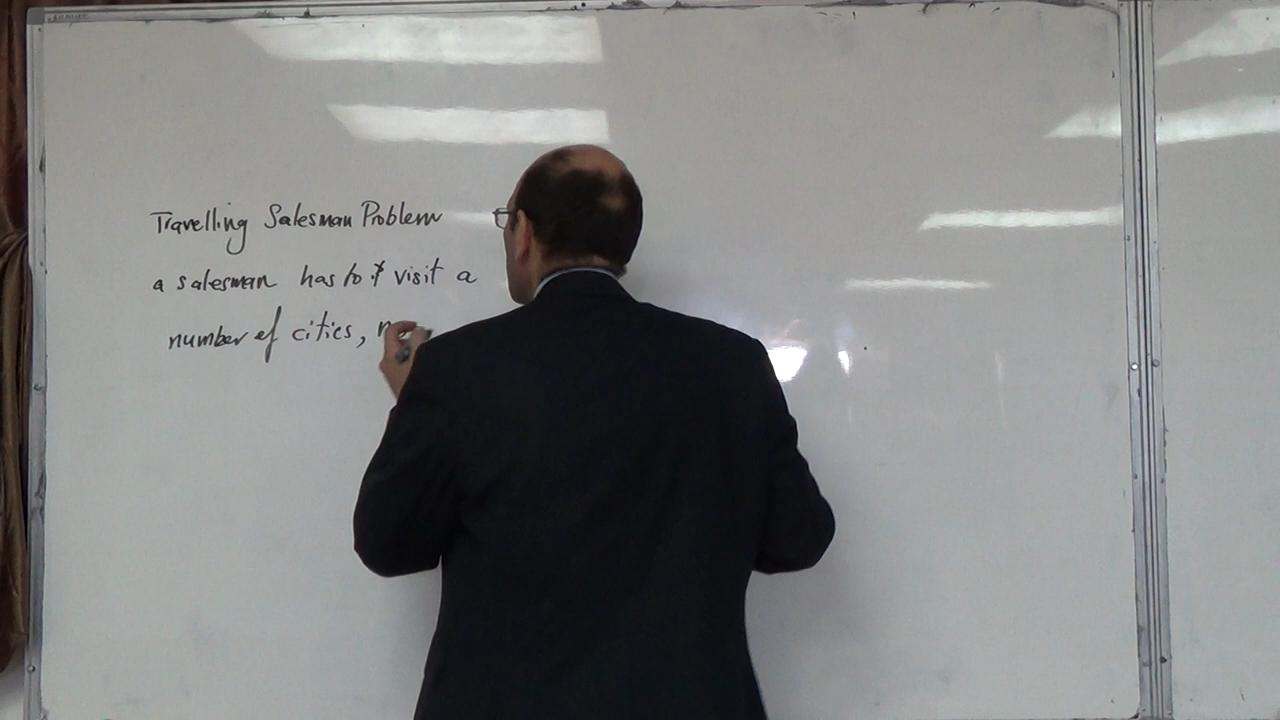 Travelling Salesman Problem
a salesman has to visit a
number of cities, n